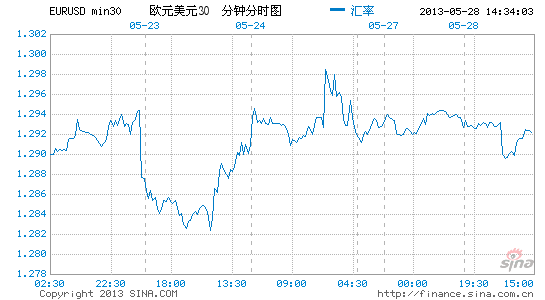 EURUSD min30 欧元美元30 分钟分时图 汇率 2013-05-28 14:34:03
05-23 05-24 05-27 05-28
1.302
1.300
1.298
1.296
1.294
1.292
1.290
1.288
1.286
1.284
1.282
1.280
1.278
sina
02:30 22:30 18:00 13:30 09:00 04:30 00:00 19:30 15:00
©Copyright 2013 SINA.COM http://finance.sina.com.cn